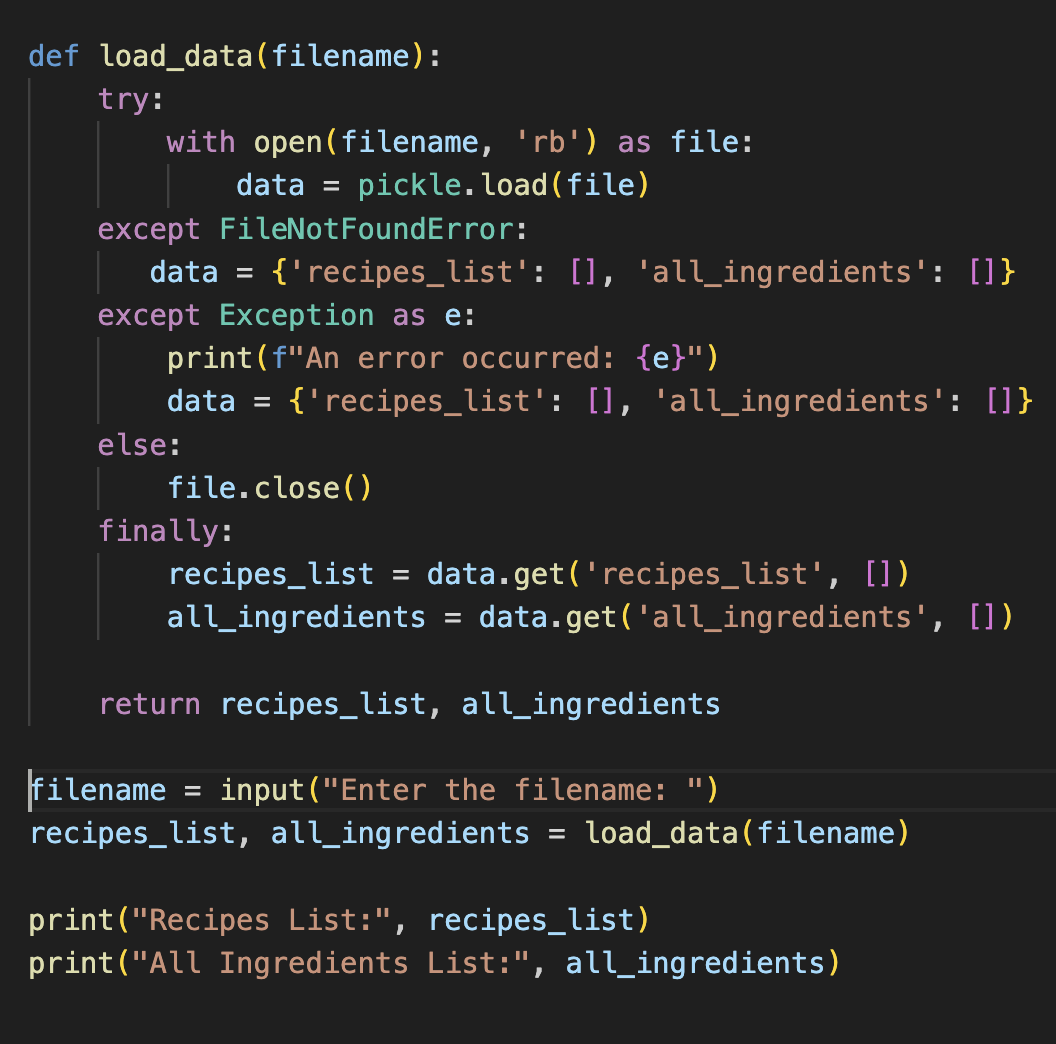 def load_data(filename):
    try:
        with open(filename, 'rb') as file:
            data = pickle.load(file)
    except FileNotFoundError:
       data = {'recipes_list': [], 'all_ingredients': []}
    except Exception as e:
        print(f"An error occurred: {e}")
        data = {'recipes_list': [], 'all_ingredients': []}
    else:
        file.close()
    finally:
        recipes_list = data.get('recipes_list', [])
        all_ingredients = data.get('all_ingredients', [])

    return recipes_list, all_ingredients

filename = input("Enter the filename: ")
recipes_list, all_ingredients = load_data(filename)

print("Recipes List:", recipes_list)
print("All Ingredients List:", all_ingredients)